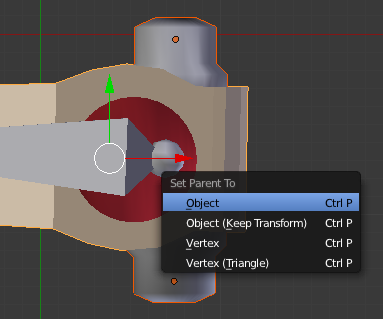 Set Parent To
Object Ctrl P
Object (Keep Transform) Ctrl P
Vertex Ctrl P
Vertex (Triangle) Ctrl P